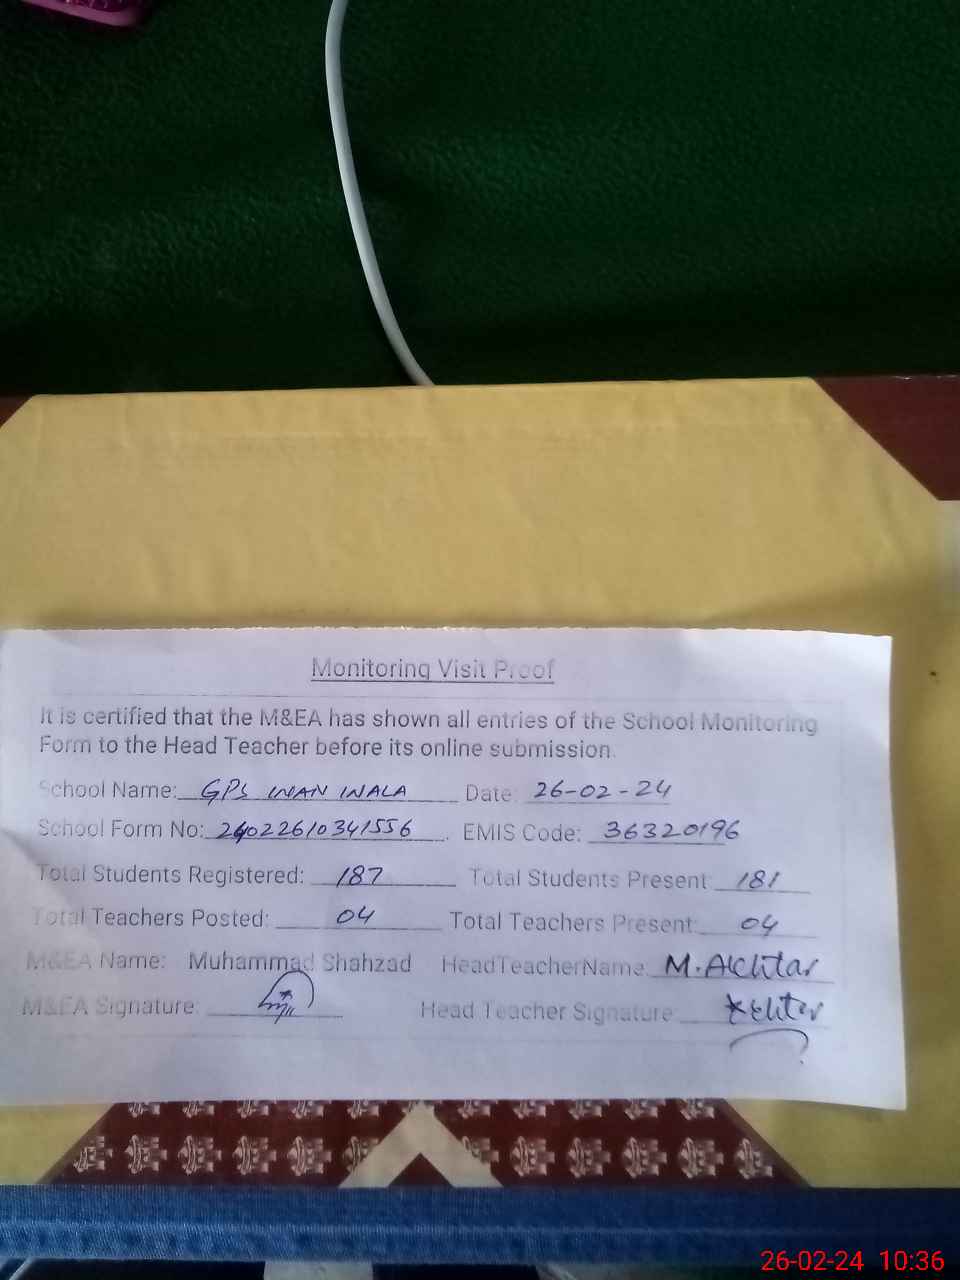 Monitoring Visit Proof
It is certified that the M&EA has shown all entries of the School Monitoring
Form to the Head Teacher before its online submission.
School Name: GPS WAN WALA Date: 26-02-24
School Form No: 24022610341556. EMIS Code: 36320196
Total Students Registered: 187 Total Students Present: 181
Total Teachers Posted: 04 Total Teachers Present: 04
M&EA Name: Muhammad Shahzad HeadTeacherName: M.Akhtar
M&EA Signature: Head Teacher Signature: Akhtar
26-02-24 10:36